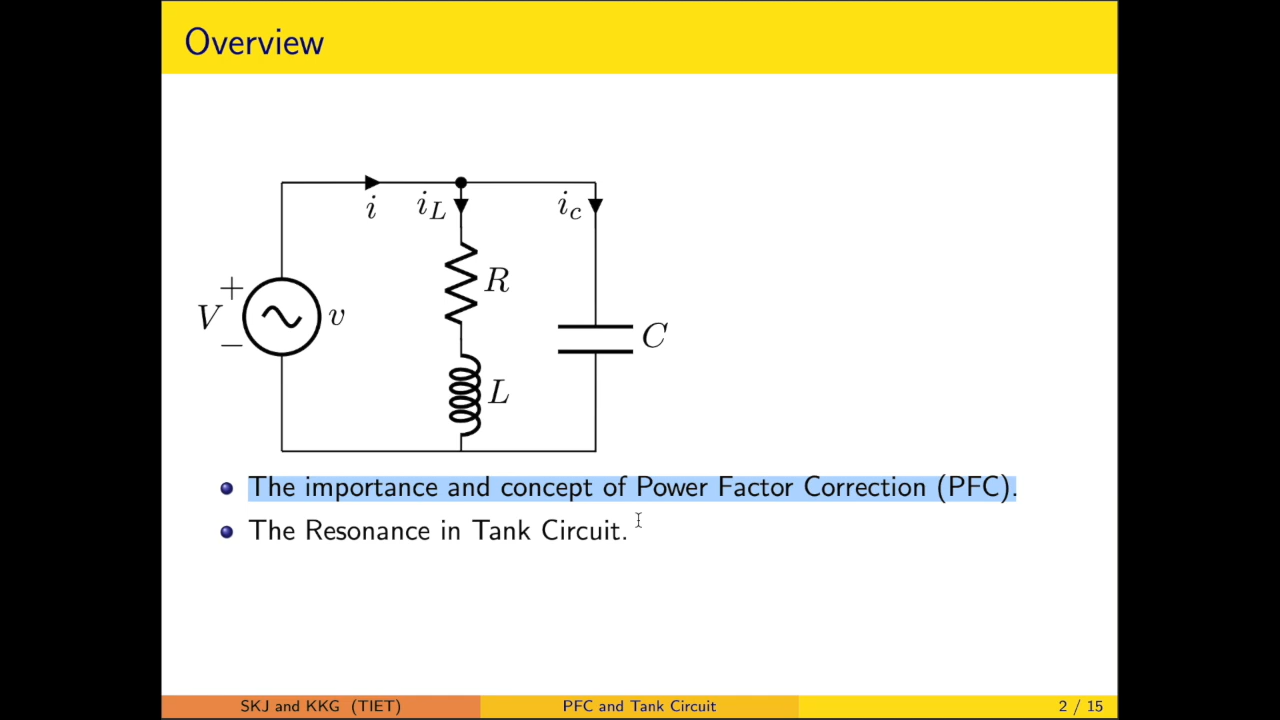 Overview
i
i_L
i_c
R
+
V
v
−
C
L
The importance and concept of Power Factor Correction (PFC).
The Resonance in Tank Circuit.
SKJ and KKG (TIET)
PFC and Tank Circuit
2 / 15